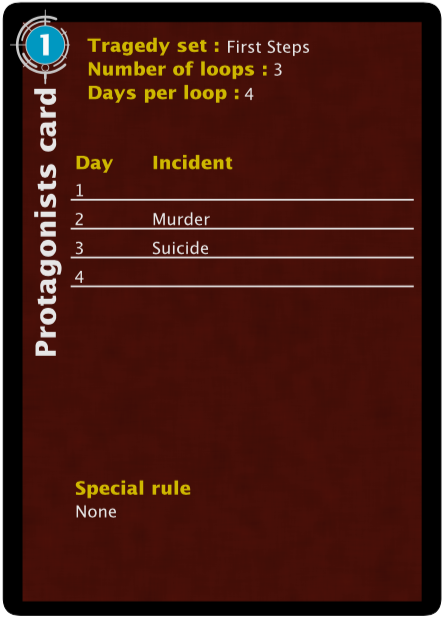 1
Protagonists card
Tragedy set : First Steps
Number of loops : 3
Days per loop : 4
Day Incident
1
2 Murder
3 Suicide
4
Special rule
None